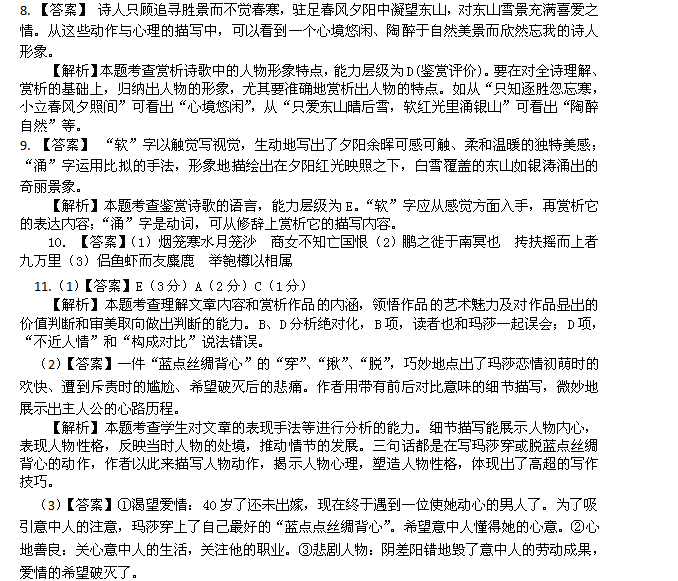 8. 【答案】 诗人只顾追寻胜景而不觉春寒，驻足春风夕阳中凝望东山，对东山雪景充满喜爱之
情。从这些动作与心理的描写中，可以看到一个心境悠闲、陶醉于自然美景而欣然忘我的诗人
形象。
【解析】本题考查赏析诗歌中的人物形象特点，能力层级为D(鉴赏评价)。要在对全诗理解、
赏析的基础上，归纳出人物的形象，尤其要准确地赏析出人物的特点。如从“只知逐胜忽忘寒，
小立春风夕照间”可看出“心境悠闲”，从“只爱东山晴后雪，软红光里涌银山”可看出“陶醉
自然”等。
9. 【答案】 “软”字以触觉写视觉，生动地写出了夕阳余晖可感可触、柔和温暖的独特美感；
“涌”字运用比拟的手法，形象地描绘出在夕阳红光映照之下，白雪覆盖的东山如银涛涌出的
奇丽景象。
【解析】本题考查鉴赏诗歌的语言，能力层级为E。“软”字应从感觉方面入手，再赏析它
的表达内容；“涌”字是动词，可从修辞上赏析它的描写内容。
10. 【答案】（1）烟笼寒水月笼沙 商女不知亡国恨（2）鹏之徙于南冥也 抟扶摇而上者
九万里（3）侣鱼虾而友麋鹿 举匏樽以相属
11.（1）【答案】E（3分）A（2分）C（1分）
【解析】本题考查理解文章内容和赏析作品的内涵，领悟作品的艺术魅力及对作品显出的
价值判断和审美取向做出判断的能力。B、D分析绝对化，B项，读者也和玛莎一起误会；D项，
“不近人情”和“构成对比”说法错误。
（2）【答案】一件“蓝点丝绸背心”的“穿”、“揪”、“脱”，巧妙地点出了玛莎恋情初萌时的
欢快、遭到斥责时的尴尬、希望破灭后的悲痛。作者用带有前后对比意味的细节描写，微妙地
展示出主人公的心路历程。
【解析】本题考查学生对文章的表现手法等进行分析的能力。细节描写能展示人物内心，
表现人物性格，反映当时人物的处境，推动情节的发展。三句话都是在写玛莎穿或脱蓝点丝绸
背心的动作，作者以此来描写人物动作，揭示人物心理，塑造人物性格，体现出了高超的写作
技巧。
（3）【答案】①渴望爱情：40岁了还未出嫁，现在终于遇到一位使她动心的男人了。为了吸
引意中人的注意，玛莎穿上了自己最好的“蓝点点丝绸背心”。希望意中人懂得她的心意。②心
地善良：关心意中人的生活，关注他的职业。③悲剧人物：阴差阳错地毁了意中人的劳动成果，
爱情的希望破灭了。